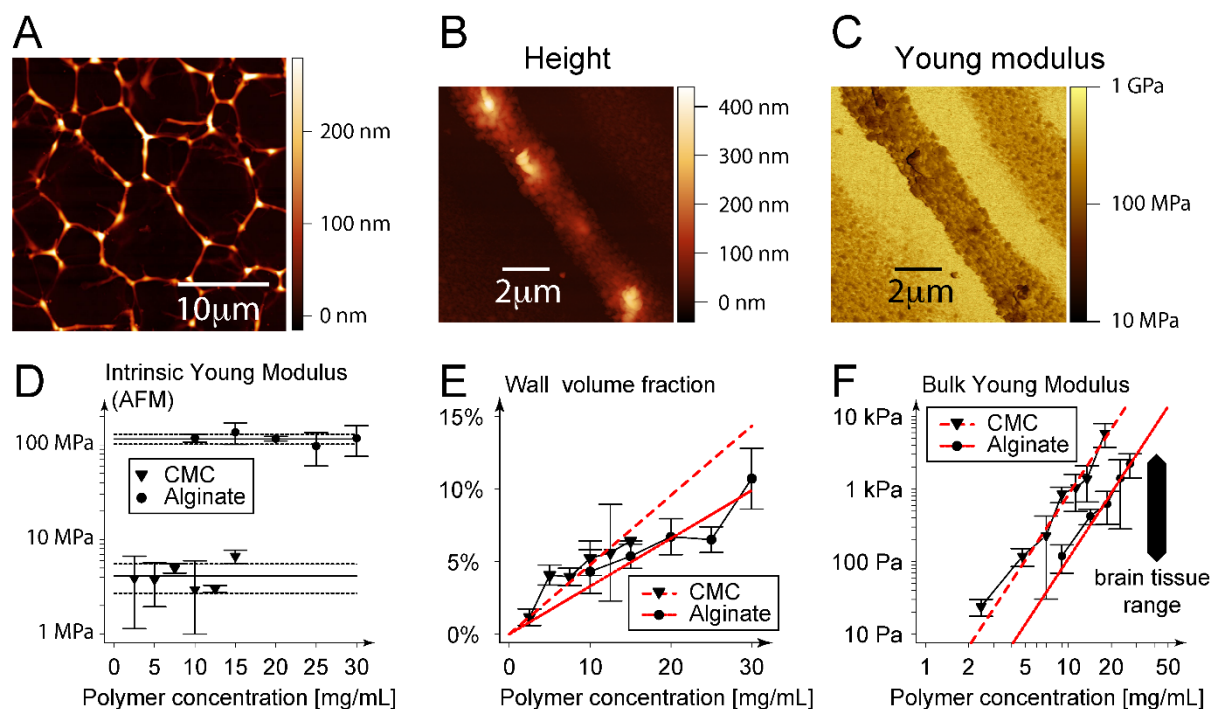 A
200 nm
100 nm
0 nm
10μm
B
Height
400 nm
300 nm
200 nm
100 nm
0 nm
2μm
C
Young modulus
1 GPa
100 MPa
10 MPa
2μm
D
Intrinsic Young Modulus
(AFM)
100 MPa
10 MPa
1 MPa
CMC
Alginate
0 5 10 15 20 25 30
Polymer concentration [mg/mL]
E
Wall volume fraction
15%
10%
5%
0%
CMC
Alginate
0 10 20 30
Polymer concentration [mg/mL]
F
Bulk Young Modulus
10 kPa
1 kPa
100 Pa
10 Pa
CMC
Alginate
brain tissue
range
1 2 5 10 20 50
Polymer concentration [mg/mL]